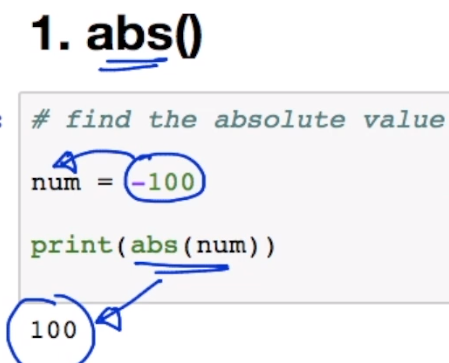 1. abs()
# find the absolute value
num = -100
print(abs(num))
100